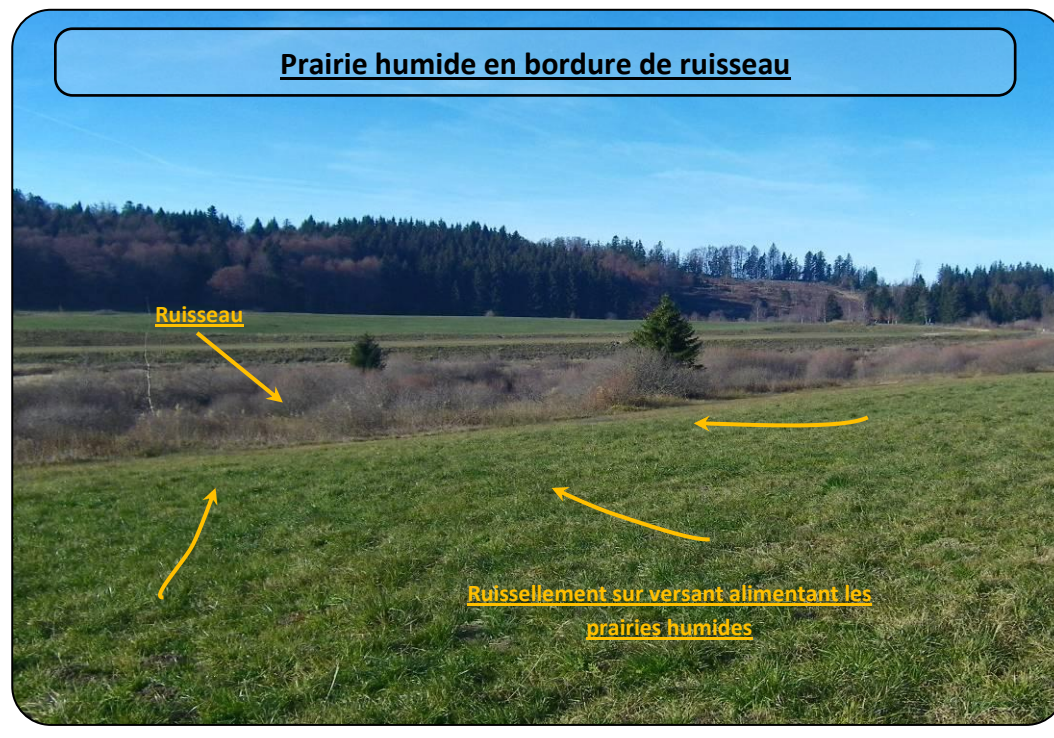 Prairie humide en bordure de ruisseau
Ruisseau
Ruissellement sur versant alimentant les
prairies humides